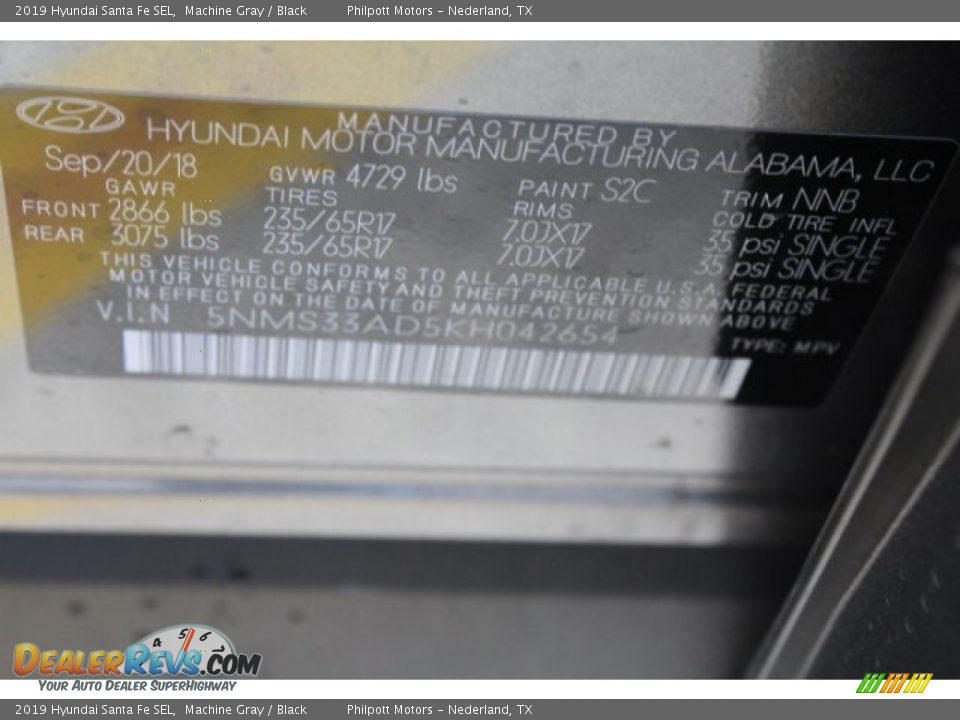 2019 Hyundai Santa Fe SEL, Machine Gray / Black Philpott Motors - Nederland, TX
MANUFACTURED BY
HYUNDAI MOTOR MANUFACTURING ALABAMA, LLC
Sep/20/18 GVWR 4729 lbs PAINT S2C TRIM NNB
GAWR TIRES RIMS COLD TIRE INFL
FRONT 2866 lbs 235/65R17 7.0JX17 35 psi SINGLE
REAR 3075 lbs 235/65R17 7.0JX17 35 psi SINGLE
THIS VEHICLE CONFORMS TO ALL APPLICABLE U.S.A. FEDERAL
MOTOR VEHICLE SAFETY AND THEFT PREVENTION STANDARDS
IN EFFECT ON THE DATE OF MANUFACTURE SHOWN ABOVE
V.I.N 5NMS33AD5KH042654
TYPE: MPV
4 5 6 7
DEALERREVS.COM
YOUR AUTO DEALER SUPERHIGHWAY
2019 Hyundai Santa Fe SEL, Machine Gray / Black Philpott Motors - Nederland, TX